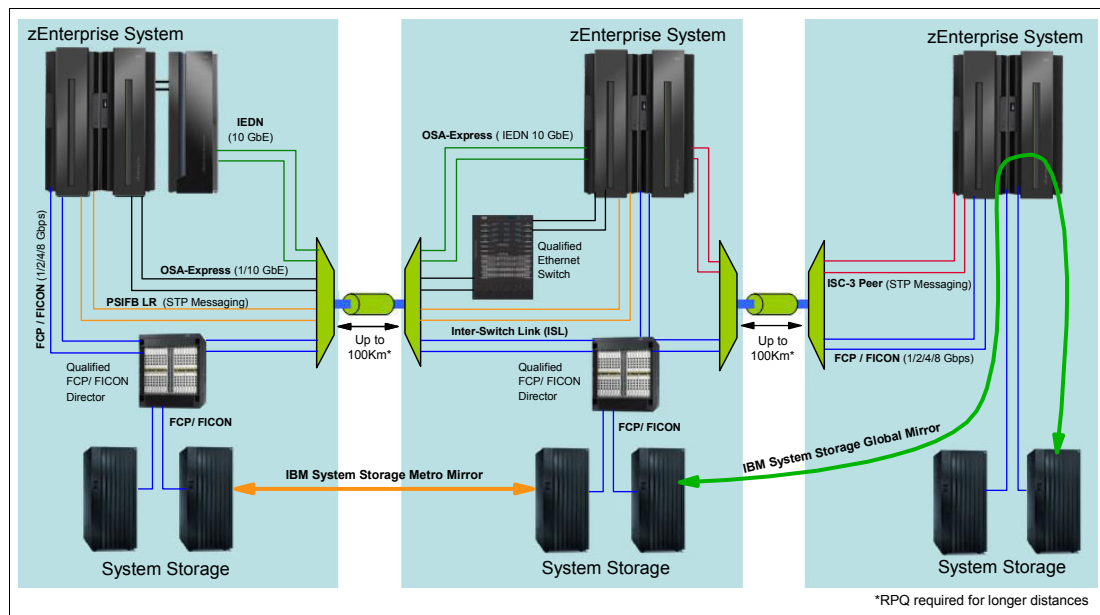 zEnterprise System
IEDN
(10 GbE)
FCP / FICON (1/2/4/8 Gbps)
OSA-Express (1/10 GbE)
PSIFB LR (STP Messaging)
Qualified
FCP/ FICON
Director
FCP/ FICON
System Storage
Up to
100Km*
IBM System Storage Metro Mirror
zEnterprise System
OSA-Express ( IEDN 10 GbE)
Qualified
Ethernet
Switch
Inter-Switch Link (ISL)
Qualified
FCP/ FICON
Director
FCP/ FICON
System Storage
Up to
100Km*
IBM System Storage Global Mirror
zEnterprise System
ISC-3 Peer (STP Messaging)
FCP / FICON (1/2/4/8 Gbps)
System Storage
*RPQ required for longer distances